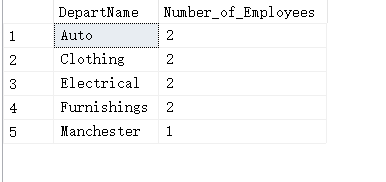 DepartName Number_of_Employees
1 Auto 2
2 Clothing 2
3 Electrical 2
4 Furnishings 2
5 Manchester 1